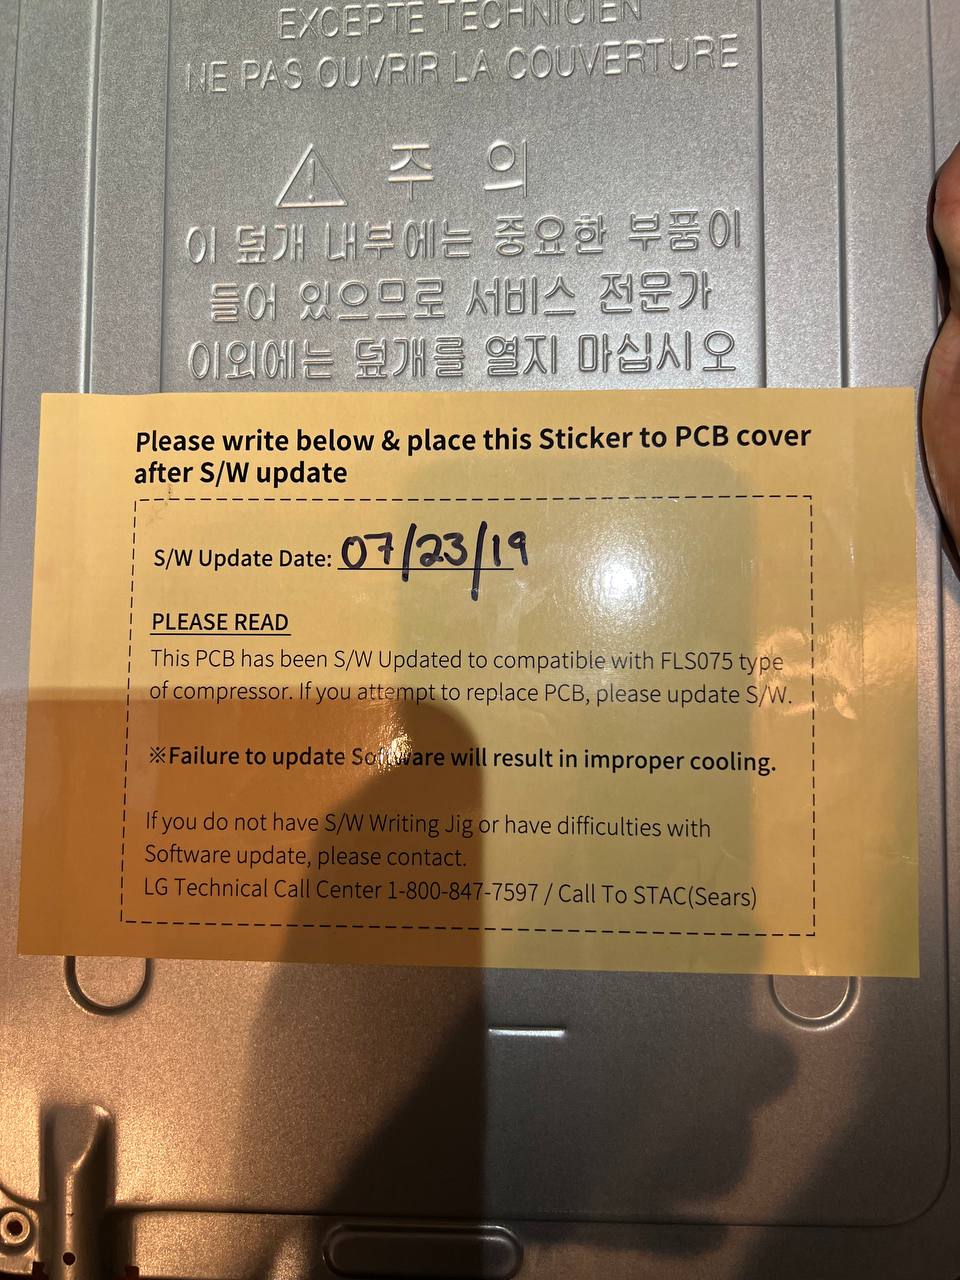 EXCEPTE TECHNICIEN
NE PAS OUVRIR LA COUVERTURE
주 의
이 덮개 내부에는 중요한 부품이
들어 있으므로 서비스 전문가
이외에는 덮개를 열지 마십시오
Please write below & place this Sticker to PCB cover
after S/W update
S/W Update Date: 07/23/19
PLEASE READ
This PCB has been S/W Updated to compatible with FLS075 type
of compressor. If you attempt to replace PCB, please update S/W.
※Failure to update Software will result in improper cooling.
If you do not have S/W Writing Jig or have difficulties with
Software update, please contact.
LG Technical Call Center 1-800-847-7597 / Call To STAC(Sears)